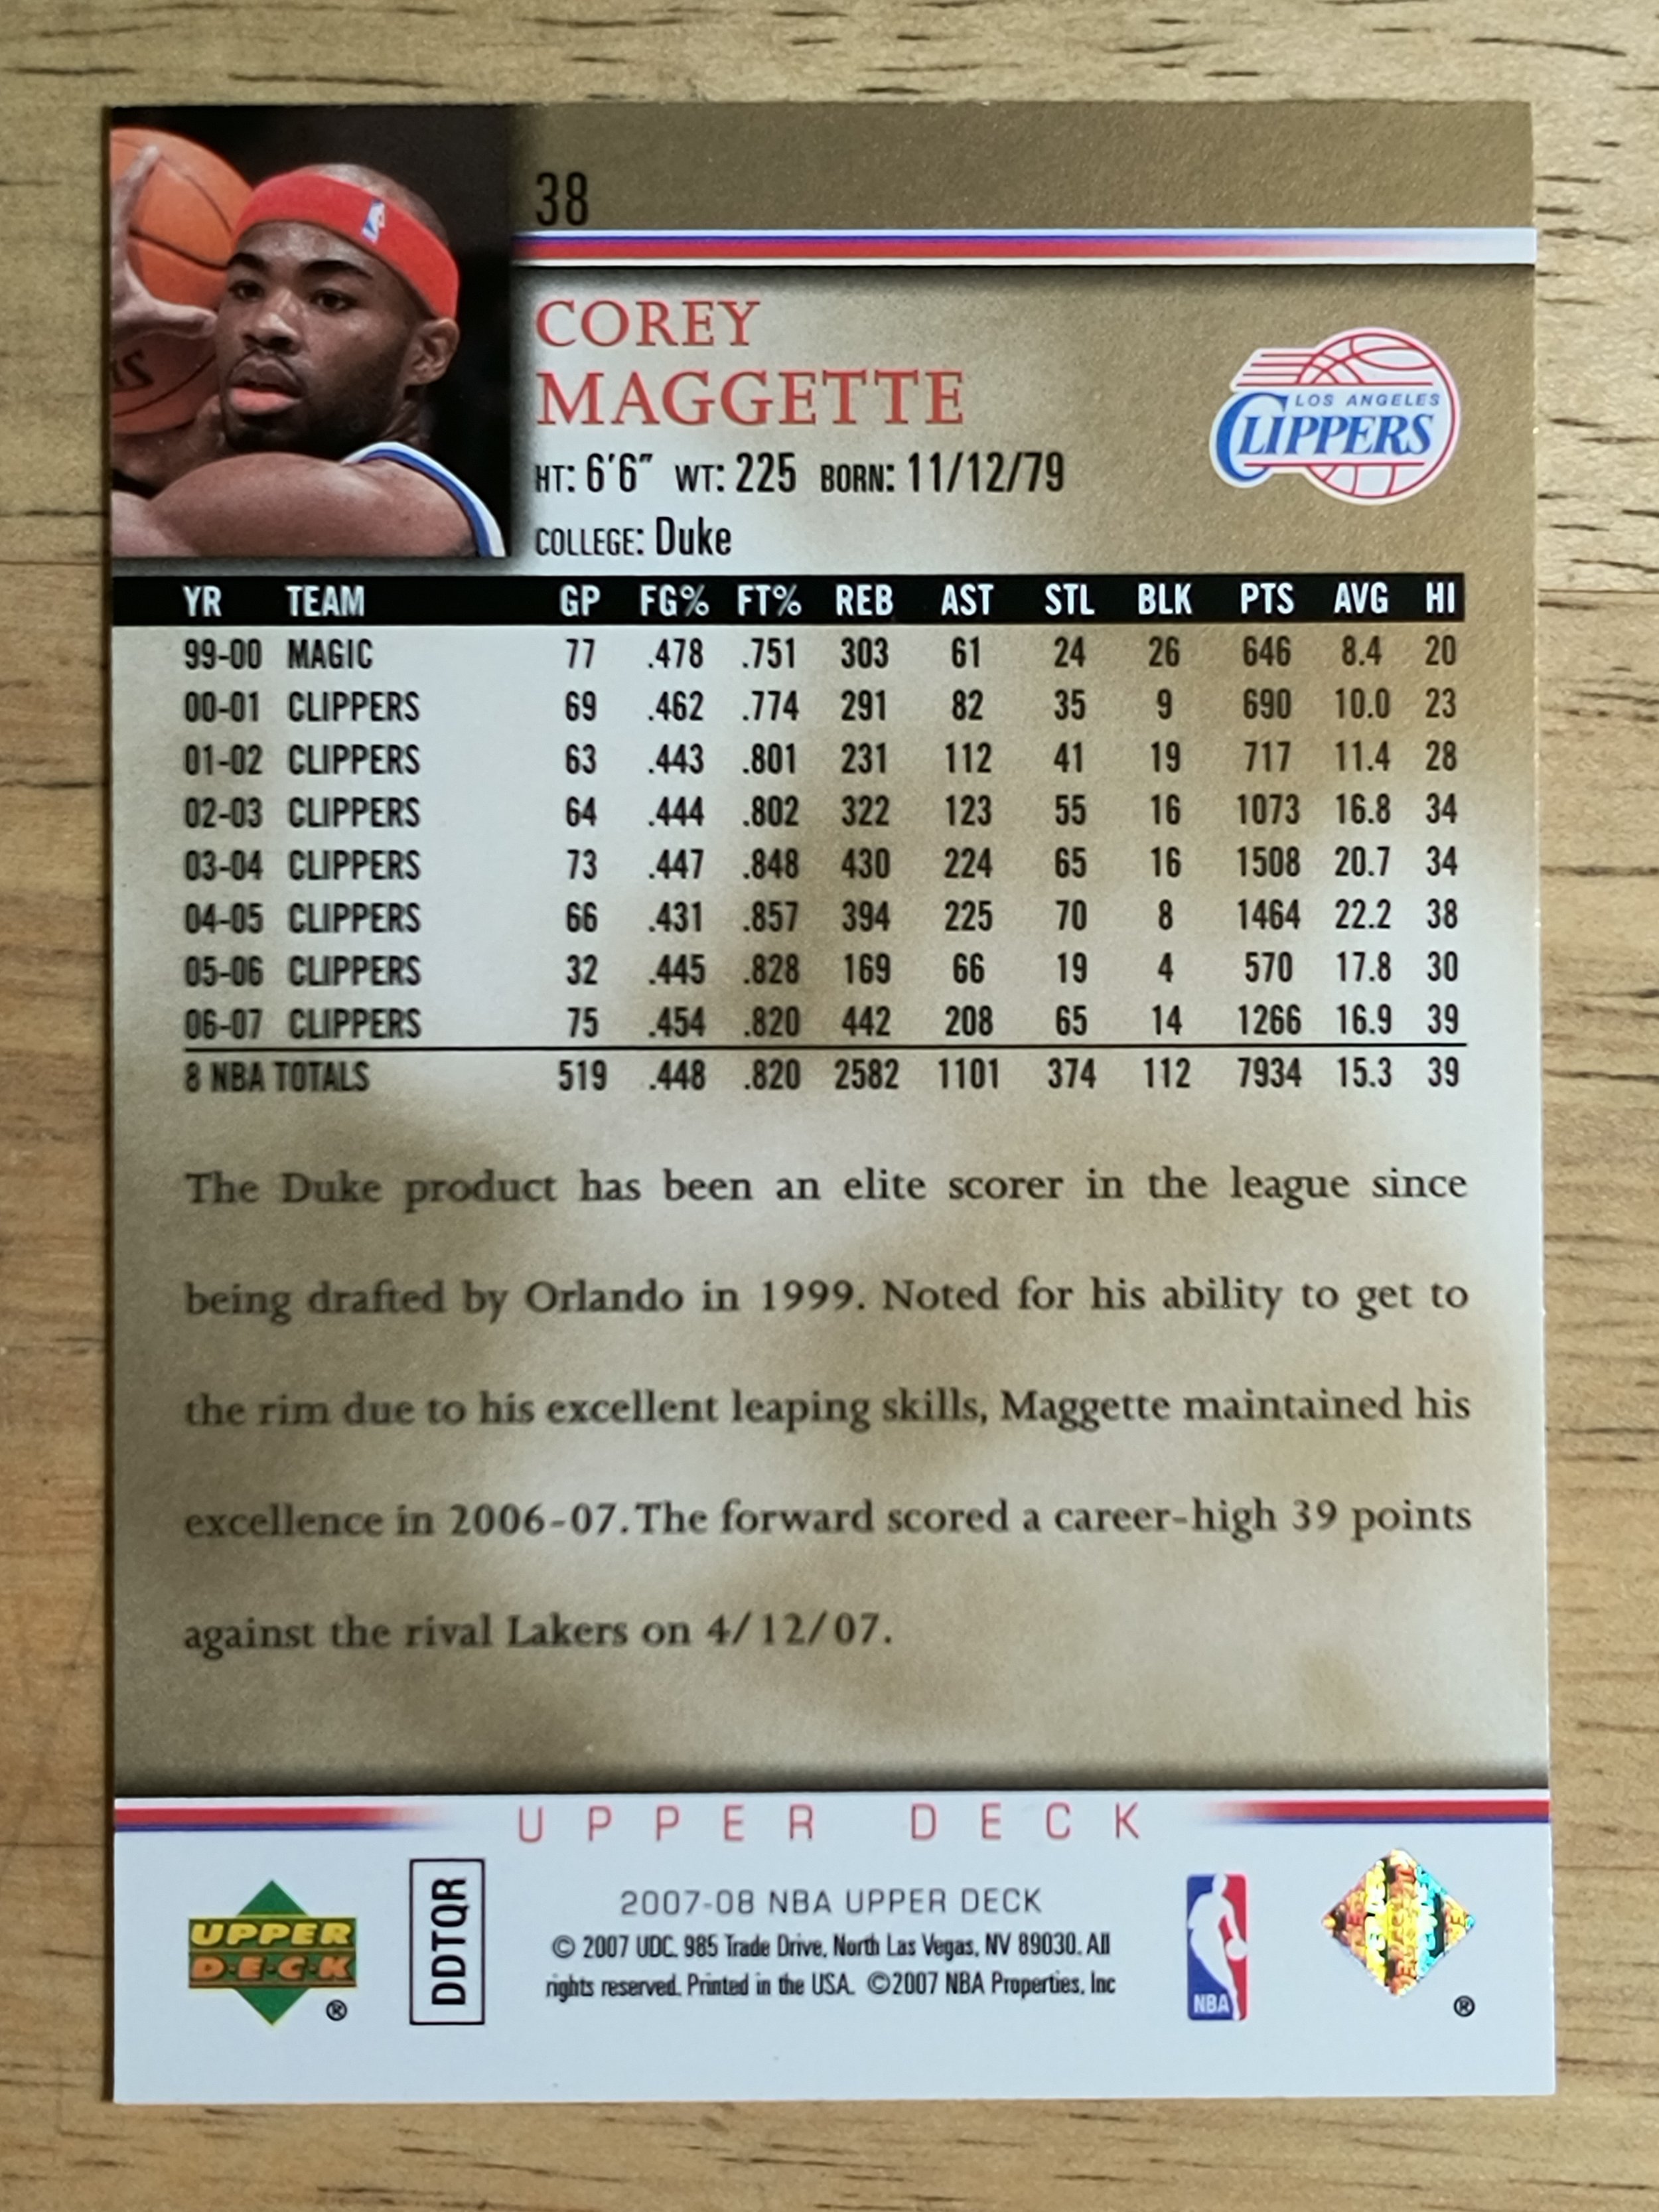 38
COREY
MAGGETTE
HT: 6'6" WT: 225 BORN: 11/12/79
COLLEGE: Duke
LOS ANGELES
CLIPPERS
YR TEAM GP FG% FT% REB AST STL BLK PTS AVG HI
99-00 MAGIC 77 .478 .751 303 61 24 26 646 8.4 20
00-01 CLIPPERS 69 .462 .774 291 82 35 9 690 10.0 23
01-02 CLIPPERS 63 .443 .801 231 112 41 19 717 11.4 28
02-03 CLIPPERS 64 .444 .802 322 123 55 16 1073 16.8 34
03-04 CLIPPERS 73 .447 .848 430 224 65 16 1508 20.7 34
04-05 CLIPPERS 66 .431 .857 394 225 70 8 1464 22.2 38
05-06 CLIPPERS 32 .445 .828 169 66 19 4 570 17.8 30
06-07 CLIPPERS 75 .454 .820 442 208 65 14 1266 16.9 39
8 NBA TOTALS 519 .448 .820 2582 1101 374 112 7934 15.3 39
The Duke product has been an elite scorer in the league since
being drafted by Orlando in 1999. Noted for his ability to get to
the rim due to his excellent leaping skills, Maggette maintained his
excellence in 2006-07. The forward scored a career-high 39 points
against the rival Lakers on 4/12/07.
UPPER DECK
UPPER
D·E·C·K
®
DDTQR
2007-08 NBA UPPER DECK
© 2007 UDC. 985 Trade Drive, North Las Vegas, NV 89030. All
rights reserved. Printed in the USA. ©2007 NBA Properties, Inc
NBA
®